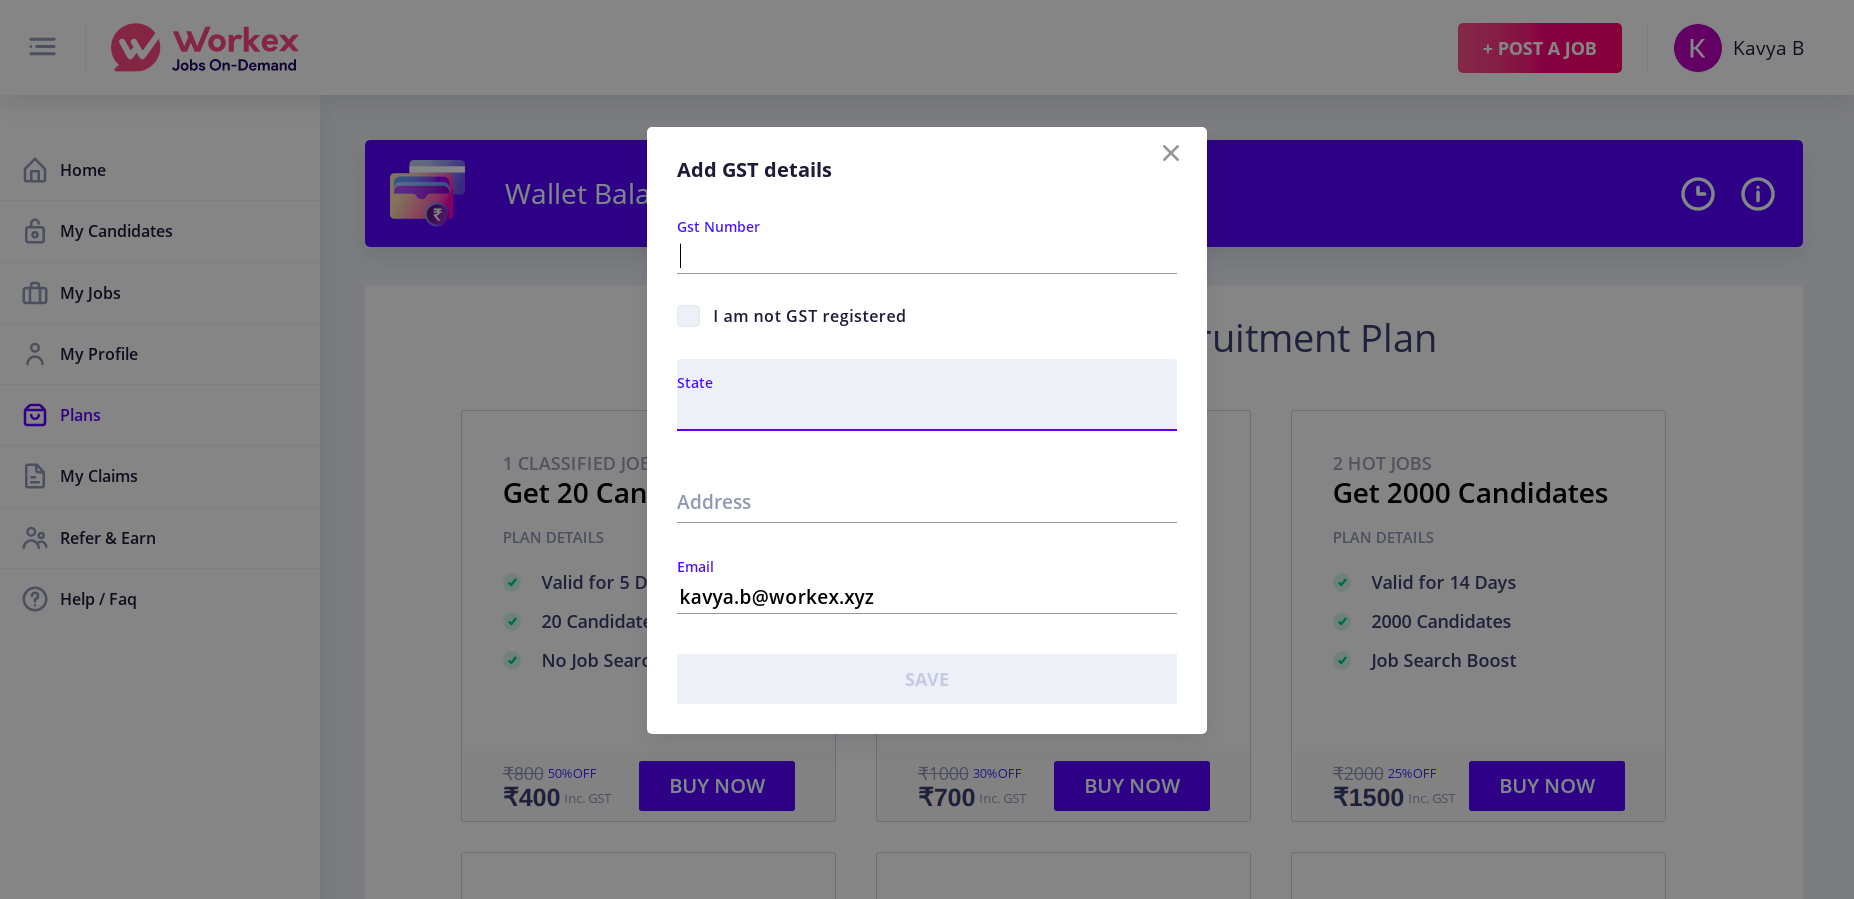 Workex
Jobs On-Demand
+ POST A JOB
K
Kavya B
Home
My Candidates
My Jobs
My Profile
Plans
My Claims
Refer & Earn
Help / Faq
Wallet Bala
Add GST details
Gst Number
I am not GST registered
State
Address
Email
kavya.b@workex.xyz
SAVE
ruitment Plan
1 CLASSIFIED JOB
Get 20 Can
PLAN DETAILS
Valid for 5 D
20 Candidate
No Job Searc
₹800 50%OFF
₹400 Inc. GST
BUY NOW
₹1000 30%OFF
₹700 Inc. GST
BUY NOW
2 HOT JOBS
Get 2000 Candidates
PLAN DETAILS
Valid for 14 Days
2000 Candidates
Job Search Boost
₹2000 25%OFF
₹1500 Inc. GST
BUY NOW